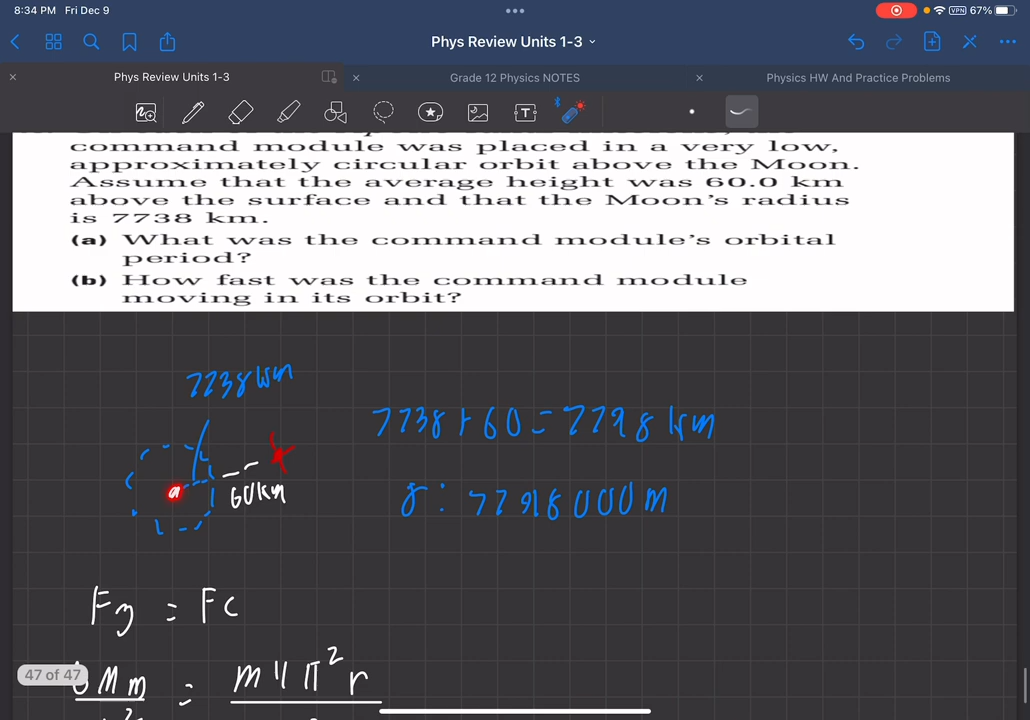 8:34 PM Fri Dec 9
VPN 67%
Phys Review Units 1-3
Phys Review Units 1-3
Grade 12 Physics NOTES
Physics HW And Practice Problems
command module was placed in a very low,
approximately circular orbit above the Moon.
Assume that the average height was 60.0 km
above the surface and that the Moon's radius
is 7738 km.
(a) What was the command module's orbital
period?
(b) How fast was the command module
moving in its orbit?
7738 km
7738 + 60 = 7798 km
60 km
r: 7798000 m
Fg = Fc
47 of 47
Mm = m4π²r